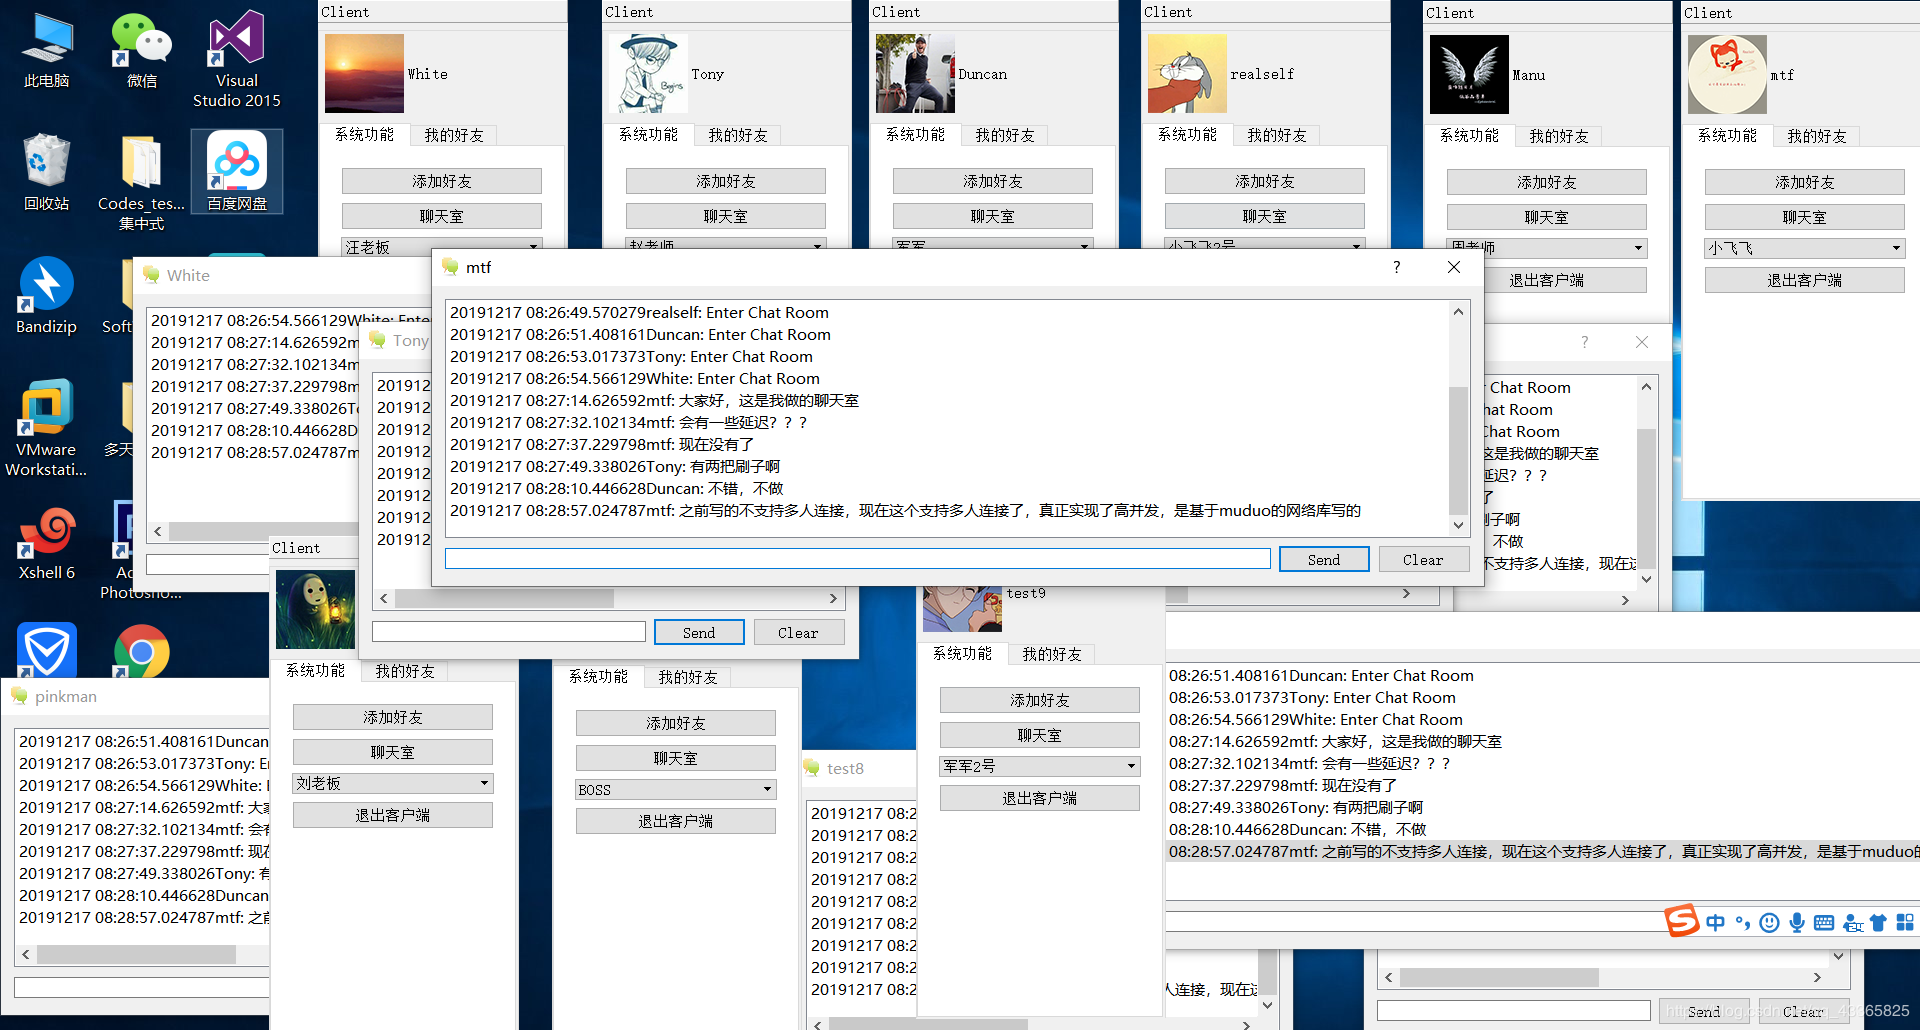 此电脑
微信
Visual
Studio 2015
回收站
Codes_tes...
集中式
百度网盘
Bandizip
Soft
VMware
Workstati...
多天
Xshell 6
Ad
Photosho...
Client
White
系统功能 我的好友
添加好友
聊天室
汪老板
Client
Tony
系统功能 我的好友
添加好友
聊天室
赵老师
Client
Duncan
系统功能 我的好友
添加好友
聊天室
军军
Client
realself
系统功能 我的好友
添加好友
聊天室
小飞飞2号
Client
Manu
系统功能 我的好友
添加好友
聊天室
周老师
退出客户端
Client
mtf
系统功能 我的好友
添加好友
聊天室
小飞飞
退出客户端
White
20191217 08:26:54.566129White: Ente
20191217 08:27:14.626592m
20191217 08:27:32.102134m
20191217 08:27:37.229798m
20191217 08:27:49.338026To
20191217 08:28:10.446628D
20191217 08:28:57.024787m
Tony
201912
2019121
2019121
2019121
2019121
2019121
2019121
2019121
Send Clear
mtf
?
20191217 08:26:49.570279realself: Enter Chat Room
20191217 08:26:51.408161Duncan: Enter Chat Room
20191217 08:26:53.017373Tony: Enter Chat Room
20191217 08:26:54.566129White: Enter Chat Room
20191217 08:27:14.626592mtf: 大家好，这是我做的聊天室
20191217 08:27:32.102134mtf: 会有一些延迟？？？
20191217 08:27:37.229798mtf: 现在没有了
20191217 08:27:49.338026Tony: 有两把刷子啊
20191217 08:28:10.446628Duncan: 不错，不做
20191217 08:28:57.024787mtf: 之前写的不支持多人连接，现在这个支持多人连接了，真正实现了高并发，是基于muduo的网络库写的
Send Clear
?
Chat Room
hat Room
Chat Room
这是我做的聊天室
延迟？？？
了
刷子啊
，不做
不支持多人连接，现在这
Client
系统功能 我的好友
添加好友
聊天室
刘老板
退出客户端
系统功能 我的好友
添加好友
聊天室
BOSS
退出客户端
test9
系统功能 我的好友
添加好友
聊天室
军军2号
退出客户端
pinkman
20191217 08:26:51.408161Duncan
20191217 08:26:53.017373Tony: E
20191217 08:26:54.566129White: 
20191217 08:27:14.626592mtf: 大
20191217 08:27:32.102134mtf: 会
20191217 08:27:37.229798mtf: 现
20191217 08:27:49.338026Tony: 有
20191217 08:28:10.446628Duncan
20191217 08:28:57.024787mtf: 之
test8
20191217 08:2
20191217 08:2
20191217 08:2
20191217 08:2
20191217 08:2
20191217 08:2
20191217 08:2
20191217 08:2
20191217 08:2
08:26:51.408161Duncan: Enter Chat Room
08:26:53.017373Tony: Enter Chat Room
08:26:54.566129White: Enter Chat Room
08:27:14.626592mtf: 大家好，这是我做的聊天室
08:27:32.102134mtf: 会有一些延迟？？？
08:27:37.229798mtf: 现在没有了
08:27:49.338026Tony: 有两把刷子啊
08:28:10.446628Duncan: 不错，不做
08:28:57.024787mtf: 之前写的不支持多人连接，现在这个支持多人连接了，真正实现了高并发，是基于muduo的
中
人连接，现在这
Send Clear